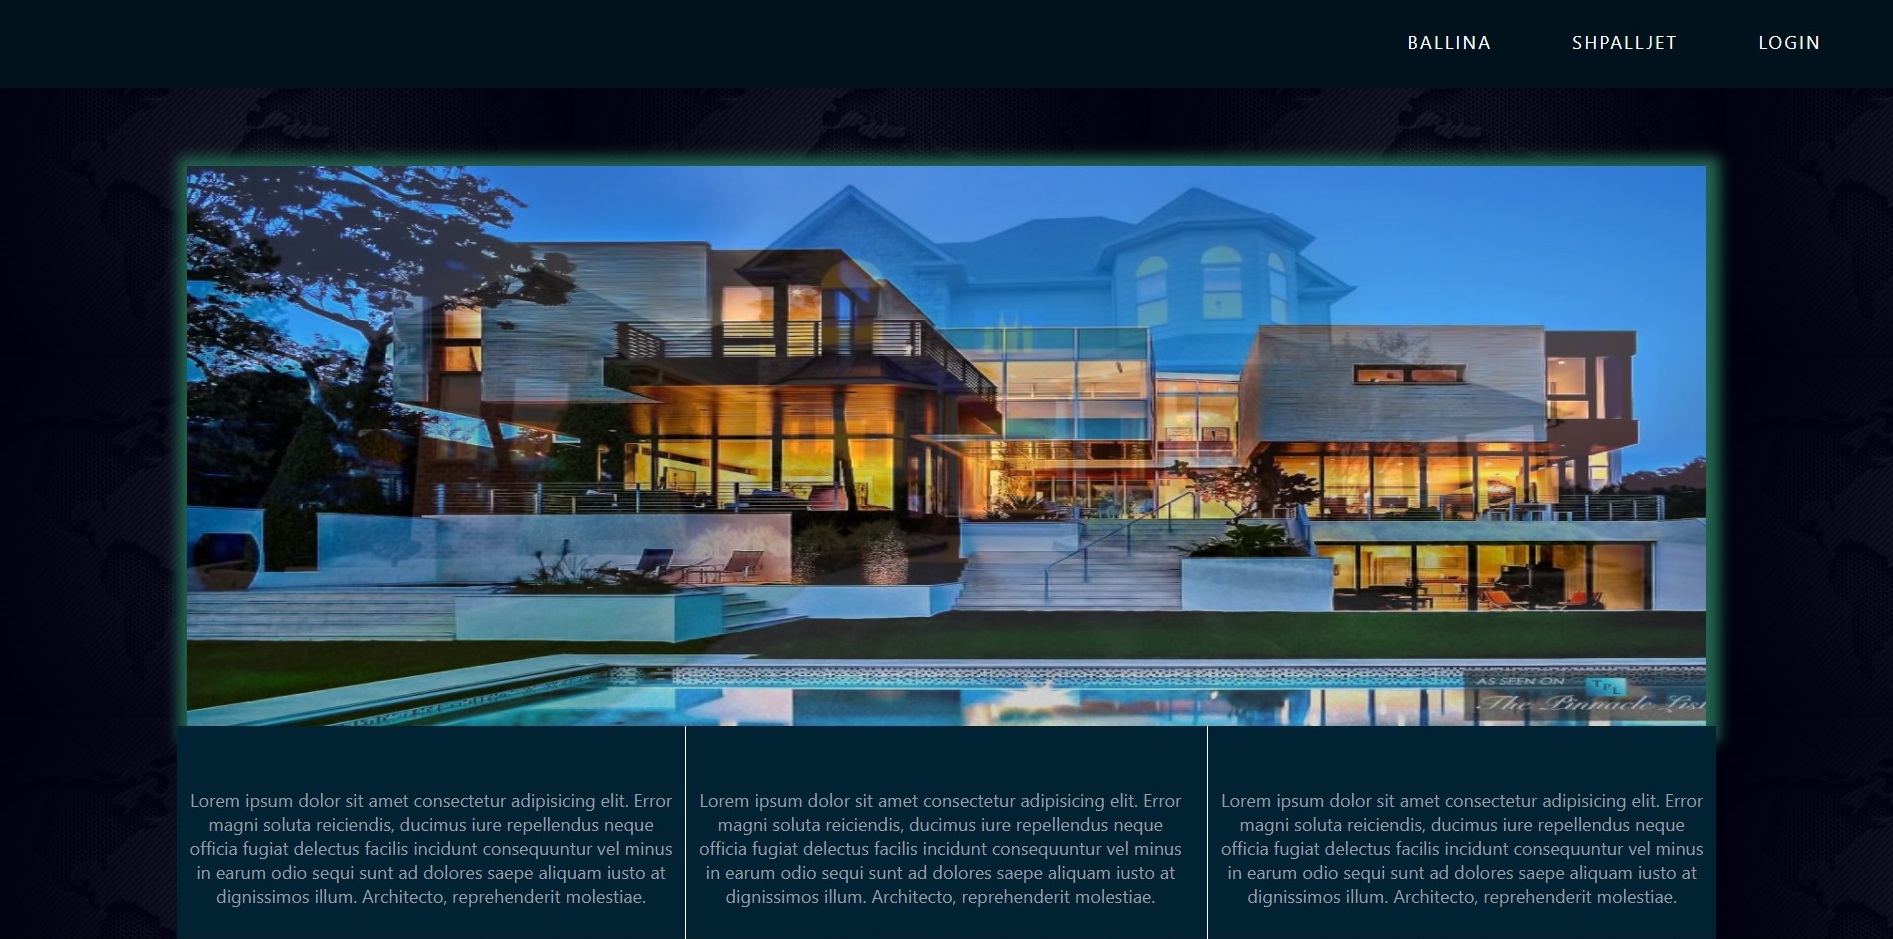 BALLINA SHPALLJET LOGIN
AS SEEN ON TPL
The Pinnacle List
Lorem ipsum dolor sit amet consectetur adipisicing elit. Error
magni soluta reiciendis, ducimus iure repellendus neque
officia fugiat delectus facilis incidunt consequuntur vel minus
in earum odio sequi sunt ad dolores saepe aliquam iusto at
dignissimos illum. Architecto, reprehenderit molestiae.
Lorem ipsum dolor sit amet consectetur adipisicing elit. Error
magni soluta reiciendis, ducimus iure repellendus neque
officia fugiat delectus facilis incidunt consequuntur vel minus
in earum odio sequi sunt ad dolores saepe aliquam iusto at
dignissimos illum. Architecto, reprehenderit molestiae.
Lorem ipsum dolor sit amet consectetur adipisicing elit. Error
magni soluta reiciendis, ducimus iure repellendus neque
officia fugiat delectus facilis incidunt consequuntur vel minus
in earum odio sequi sunt ad dolores saepe aliquam iusto at
dignissimos illum. Architecto, reprehenderit molestiae.